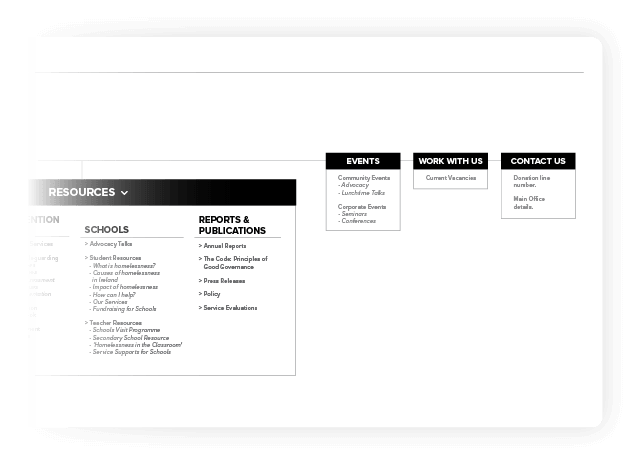 EVENTS
Community Events
- Advocacy
- Lunchtime Talks
Corporate Events
- Seminars
- Conferences
WORK WITH US
Current Vacancies
CONTACT US
Donation line
number.
Main Office
details.
RESOURCES
NTION
SCHOOLS
> Advocacy Talks
> Student Resources
- What is homelessness?
- Causes of homelessness
in Ireland
- Impact of homelessness
- How can I help?
- Our Services
- Fundraising for Schools
> Teacher Resources
- Schools Visit Programme
- Secondary School Resource
- 'Homelessness in the Classroom'
- Service Supports for Schools
REPORTS &
PUBLICATIONS
> Annual Reports
> The Code: Principles of
Good Governance
> Press Releases
> Policy
> Service Evaluations